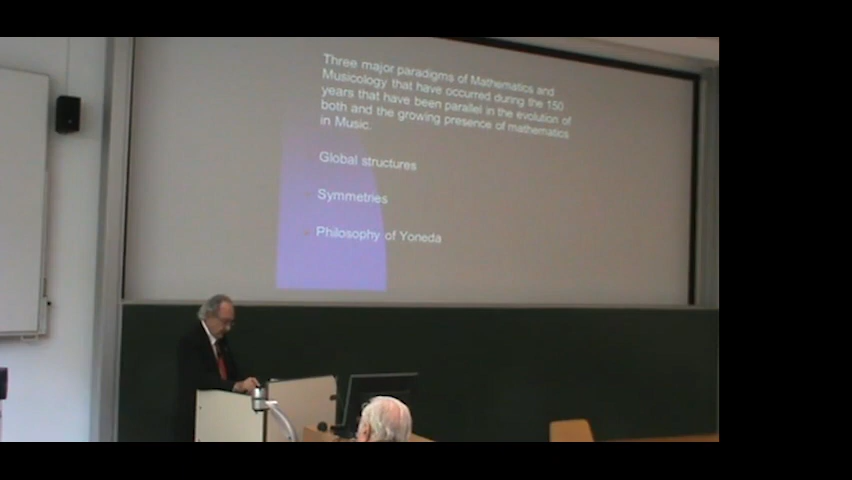 Three major paradigms of Mathematics and
Musicology that have occurred during the 150
years that have been parallel in the evolution of
both and the growing presence of mathematics
in Music.
Global structures
Symmetries
Philosophy of Yoneda